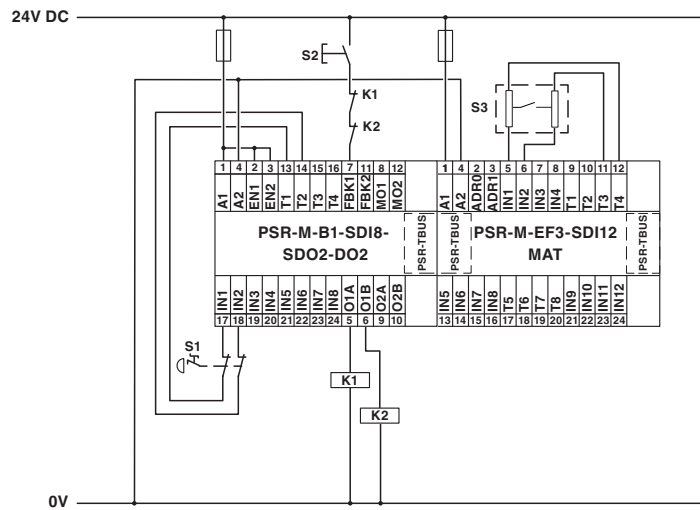 24V DC
S2
K1
K2
S3
1 4 2 3 13 14 15 16 7 11 8 12
A1 A2 EN1 EN2 T1 T2 T3 T4 FBK1 FBK2 MO1 MO2
1 4 2 3 5 6 7 8 9 10 11 12
A1 A2 ADR0 ADR1 IN1 IN2 IN3 IN4 T1 T2 T3 T4
PSR-M-B1-SDI8-
SDO2-DO2
PSR-TBUS
PSR-TBUS
PSR-M-EF3-SDI12
MAT
PSR-TBUS
IN1 IN2 IN3 IN4 IN5 IN6 IN7 IN8 O1A O1B O2A O2B
17 18 19 20 21 22 23 24 5 6 9 10
IN5 IN6 IN7 IN8 T5 T6 T7 T8 IN9 IN10 IN11 IN12
13 14 15 16 17 18 19 20 21 22 23 24
S1
K1
K2
0V